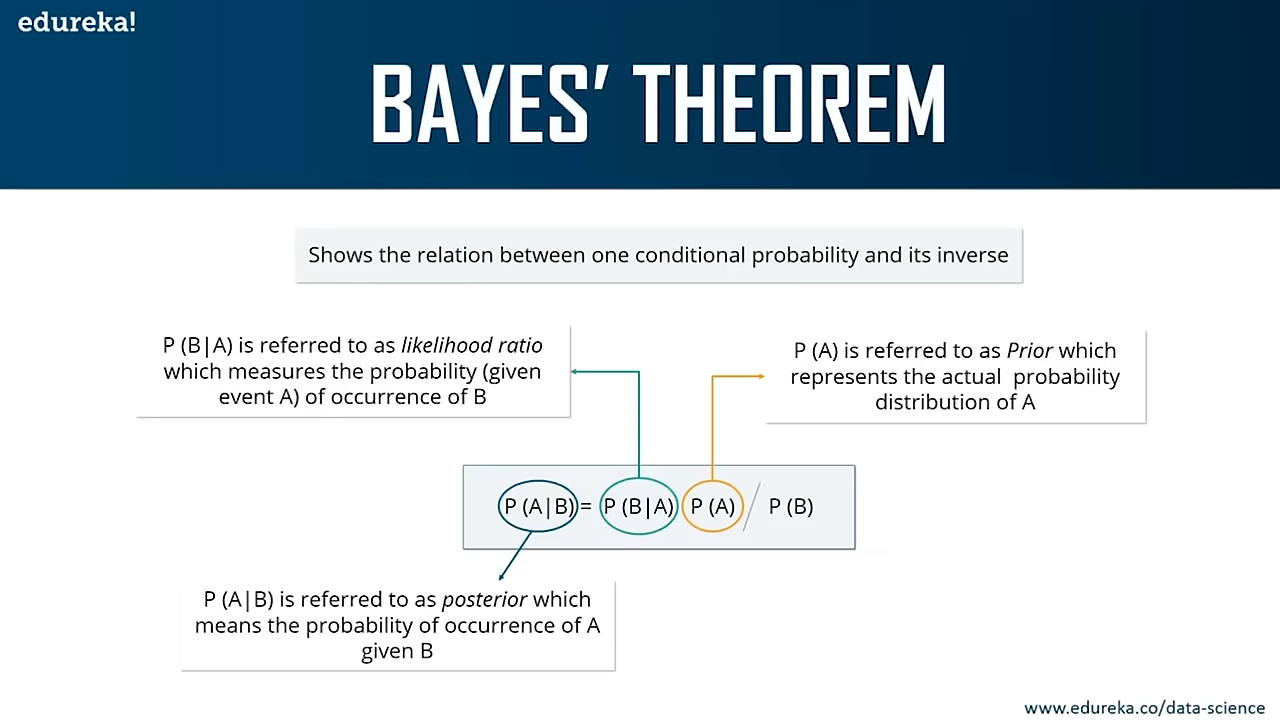 edureka!
BAYES’ THEOREM
Shows the relation between one conditional probability and its inverse
P (B|A) is referred to as likelihood ratio
which measures the probability (given
event A) of occurrence of B
P (A) is referred to as Prior which
represents the actual probability
distribution of A
P (A|B) = P (B|A) P (A) / P (B)
P (A|B) is referred to as posterior which
means the probability of occurrence of A
given B
www.edureka.co/data-science